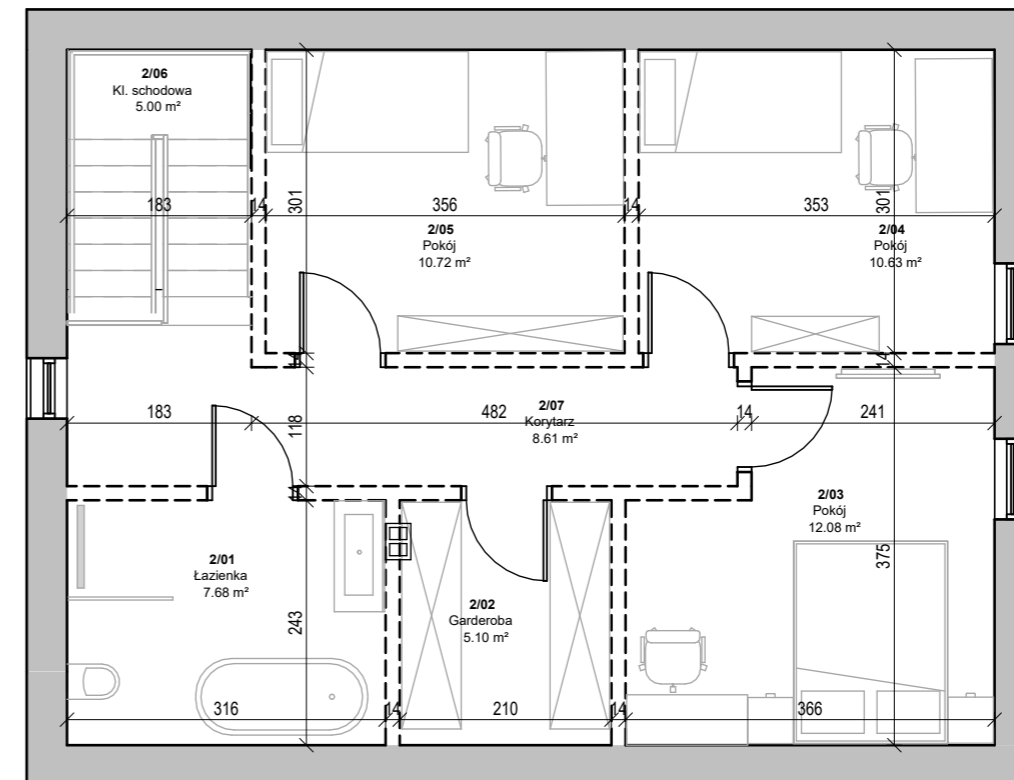 2/06
Kl. schodowa
5.00 m²
183
14
301
356
14
353
301
2/05
Pokój
10.72 m²
2/04
Pokój
10.63 m²
14
14
183
118
482
2/07
Korytarz
8.61 m²
14
241
14
2/03
Pokój
12.08 m²
375
2/01
Łazienka
7.68 m²
243
2/02
Garderoba
5.10 m²
316
14
210
14
366